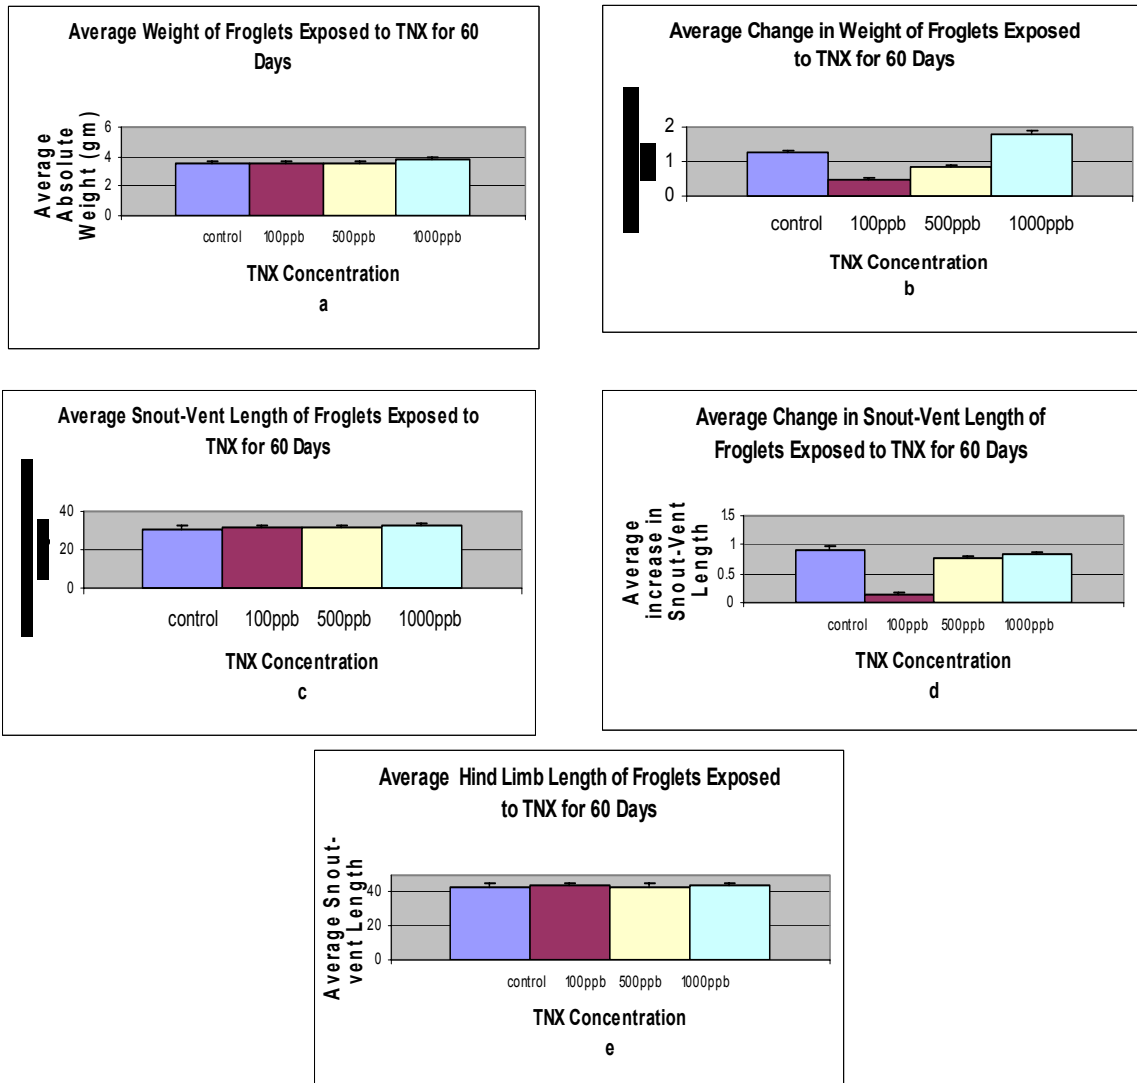 Average Weight of Froglets Exposed to TNX for 60
Days
Average
Absolute
Weight (gm)
6
4
2
0
control 100ppb 500ppb 1000ppb
TNX Concentration
a
Average Change in Weight of Froglets Exposed
to TNX for 60 Days
2
1
0
control 100ppb 500ppb 1000ppb
TNX Concentration
b
Average Snout-Vent Length of Froglets Exposed to
TNX for 60 Days
40
20
0
control 100ppb 500ppb 1000ppb
TNX Concentration
c
Average Change in Snout-Vent Length of
Froglets Exposed to TNX for 60 Days
Average
increase in
Snout-Vent
Length
1.5
1
0.5
0
control 100ppb 500ppb 1000ppb
TNX Concentration
d
Average Hind Limb Length of Froglets Exposed
to TNX for 60 Days
Average Snout-
vent Length
40
20
0
control 100ppb 500ppb 1000ppb
TNX Concentration
e